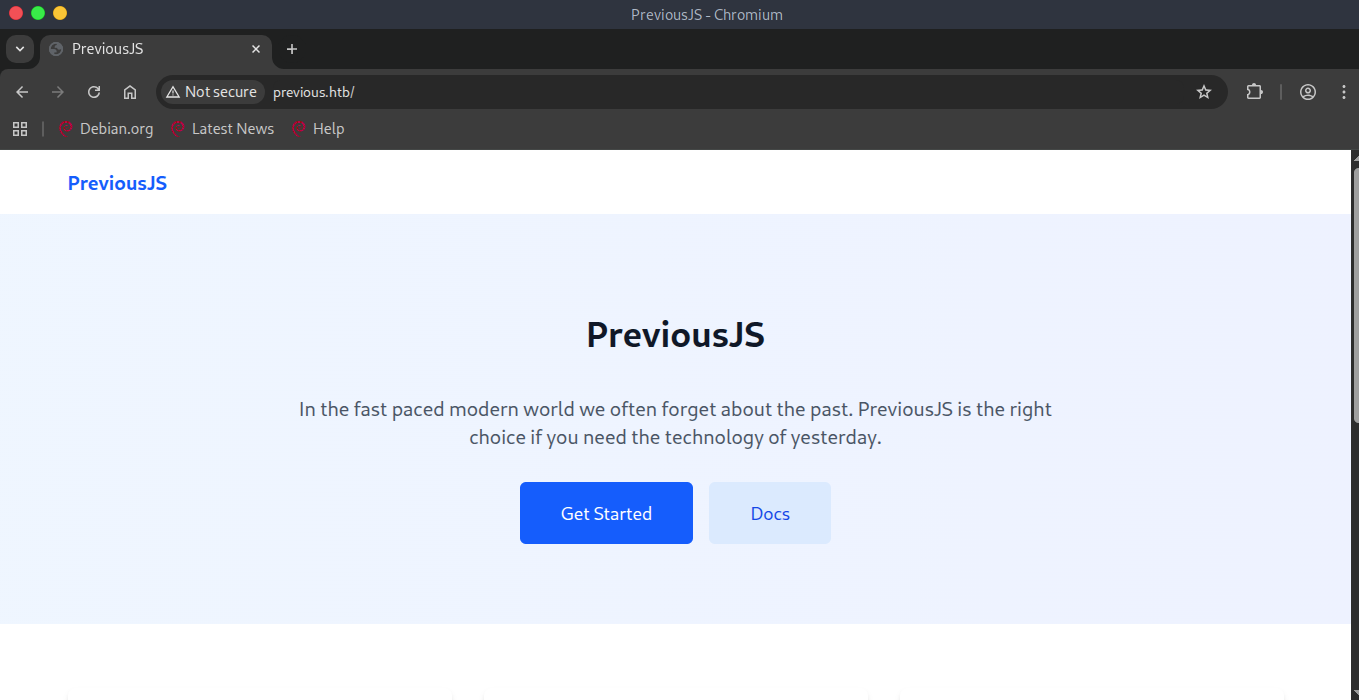 PreviousJS - Chromium
PreviousJS
Not secure
previous.htb/
Debian.org
Latest News
Help
PreviousJS
PreviousJS
In the fast paced modern world we often forget about the past. PreviousJS is the right
choice if you need the technology of yesterday.
Get Started
Docs